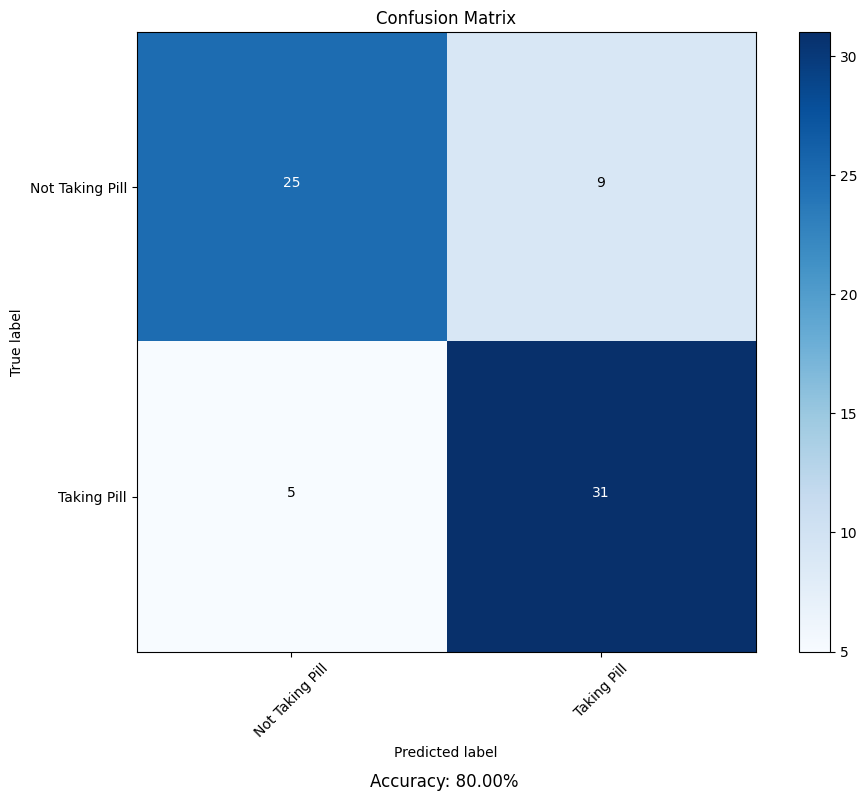 Confusion Matrix
True label
Not Taking Pill
Taking Pill
25
9
5
31
30
25
20
15
10
5
Not Taking Pill
Taking Pill
Predicted label
Accuracy: 80.00%